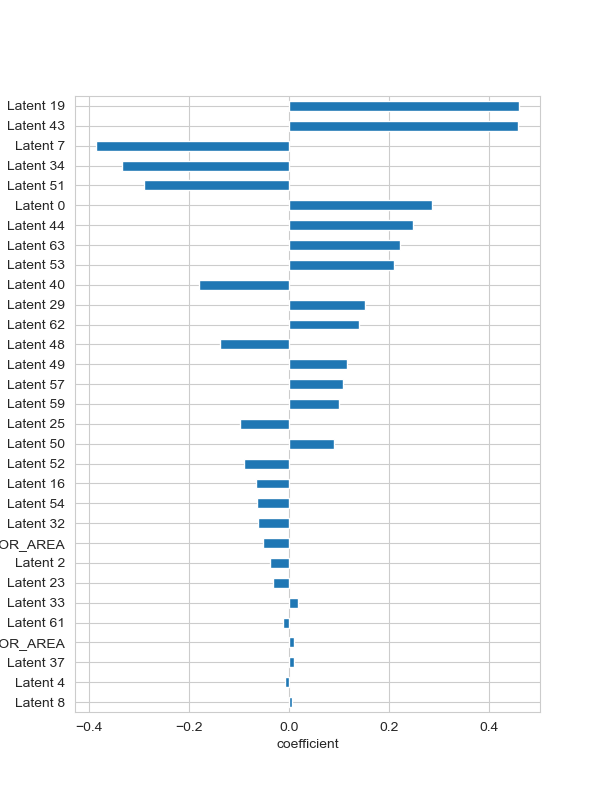 Latent 19
Latent 43
Latent 7
Latent 34
Latent 51
Latent 0
Latent 44
Latent 63
Latent 53
Latent 40
Latent 29
Latent 62
Latent 48
Latent 49
Latent 57
Latent 59
Latent 25
Latent 50
Latent 52
Latent 16
Latent 54
Latent 32
OR_AREA
Latent 2
Latent 23
Latent 33
Latent 61
OR_AREA
Latent 37
Latent 4
Latent 8
−0.4 −0.2 0.0 0.2 0.4
coefficient